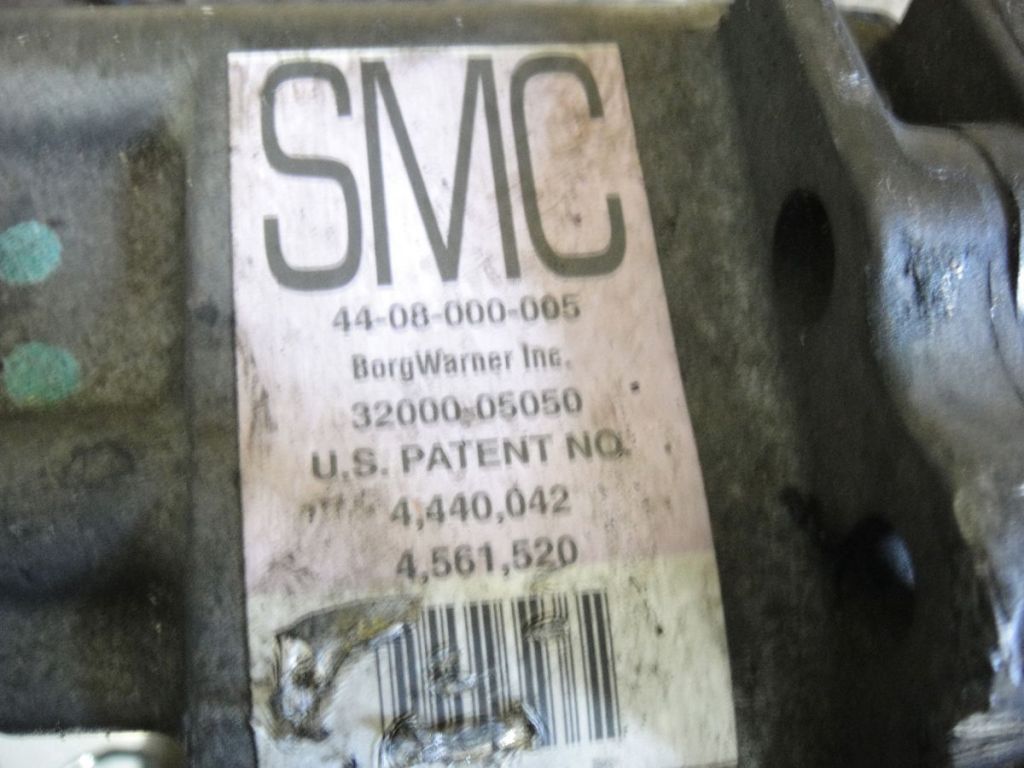 SMC
44-08-000-005
BorgWarner Inc.
32000-05050
U.S. PATENT NO.
4,440,042
4,561,520